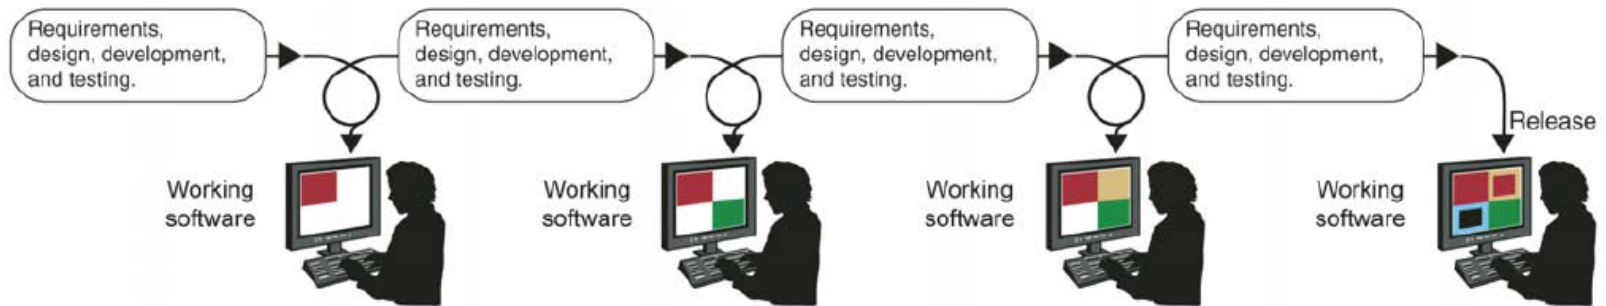 Requirements,
design, development,
and testing.
Requirements,
design, development,
and testing.
Requirements,
design, development,
and testing.
Requirements,
design, development,
and testing.
Release
Working
software
Working
software
Working
software
Working
software